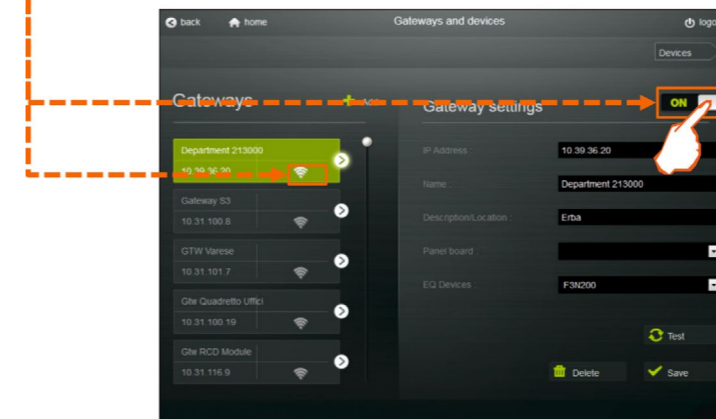 back home Gateways and devices logo
Devices
Gateways Gateway settings ON
Department 213000
10.39.36.20
Gateway S3
10.31.100.8
GTW Varese
10.31.101.7
Gtw Quadretto Uffici
10.31.100.19
Gtw RCD Module
10.31.116.9
IP Address : 10.39.36.20
Name : Department 213000
Description/Location : Erba
Panel board :
EQ Devices : F3N200
Test
Delete Save